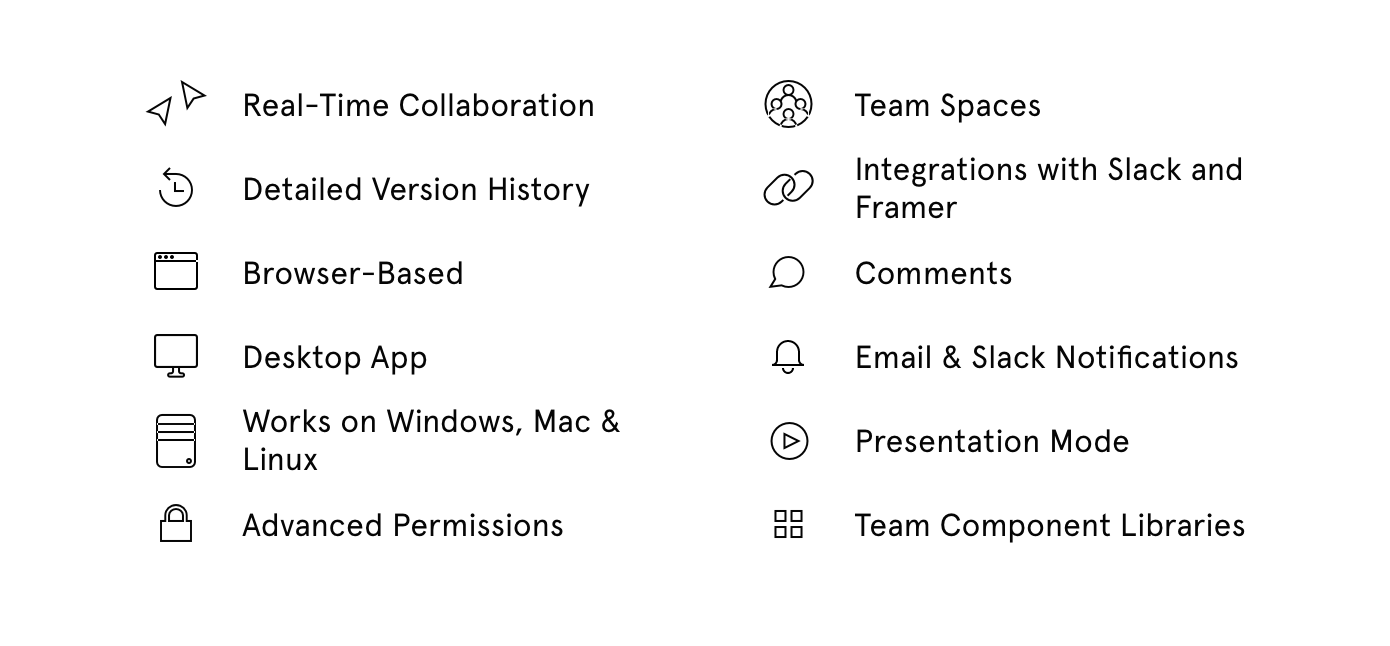 Real-Time Collaboration
Detailed Version History
Browser-Based
Desktop App
Works on Windows, Mac &
Linux
Advanced Permissions
Team Spaces
Integrations with Slack and
Framer
Comments
Email & Slack Notifications
Presentation Mode
Team Component Libraries